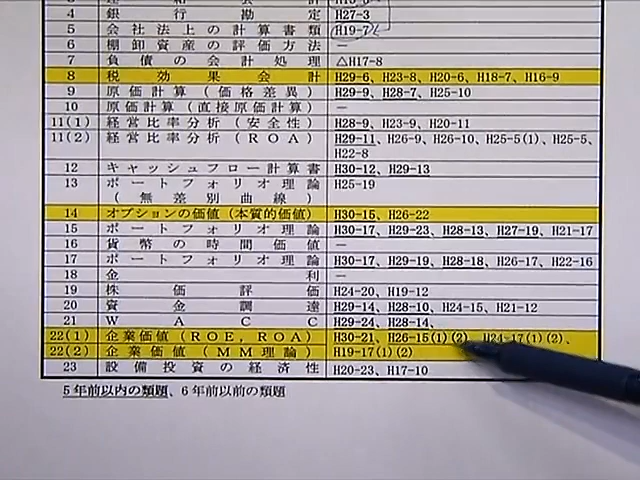 4 銀行勘定 H27-3
5 会社法上の計算書類 H19-7
6 棚卸資産の評価方法 －
7 負債の会計処理 △H17-8
8 税効果会計 H29-6、H23-8、H20-6、H18-7、H16-9
9 原価計算（価格差異） H29-9、H28-7、H25-10
10 原価計算（直接原価計算） －
11(1) 経営比率分析（安全性） H28-9、H23-9、H20-11
11(2) 経営比率分析（ROA） H29-11、H26-9、H26-10、H25-5(1)、H25-5、
H22-8
12 キャッシュフロー計算書 H30-12、H29-13
13 ポートフォリオ理論 H25-19
（無差別曲線）
14 オプションの価値（本質的価値） H30-15、H26-22
15 ポートフォリオ理論 H30-17、H29-23、H28-13、H27-19、H21-17
16 貨幣の時間価値 －
17 ポートフォリオ理論 H30-17、H29-19、H28-18、H26-17、H22-16
18 金利 －
19 株価評価 H24-20、H19-12
20 資金調達 H29-14、H28-10、H24-15、H21-12
21 WACC H29-24、H28-14、
22(1) 企業価値（ROE，ROA） H30-21、H26-15(1)(2)、H24-17(1)(2)、
22(2) 企業価値（MM理論） H19-17(1)(2)
23 設備投資の経済性 H20-23、H17-10
5年前以内の類題、6年前以前の類題